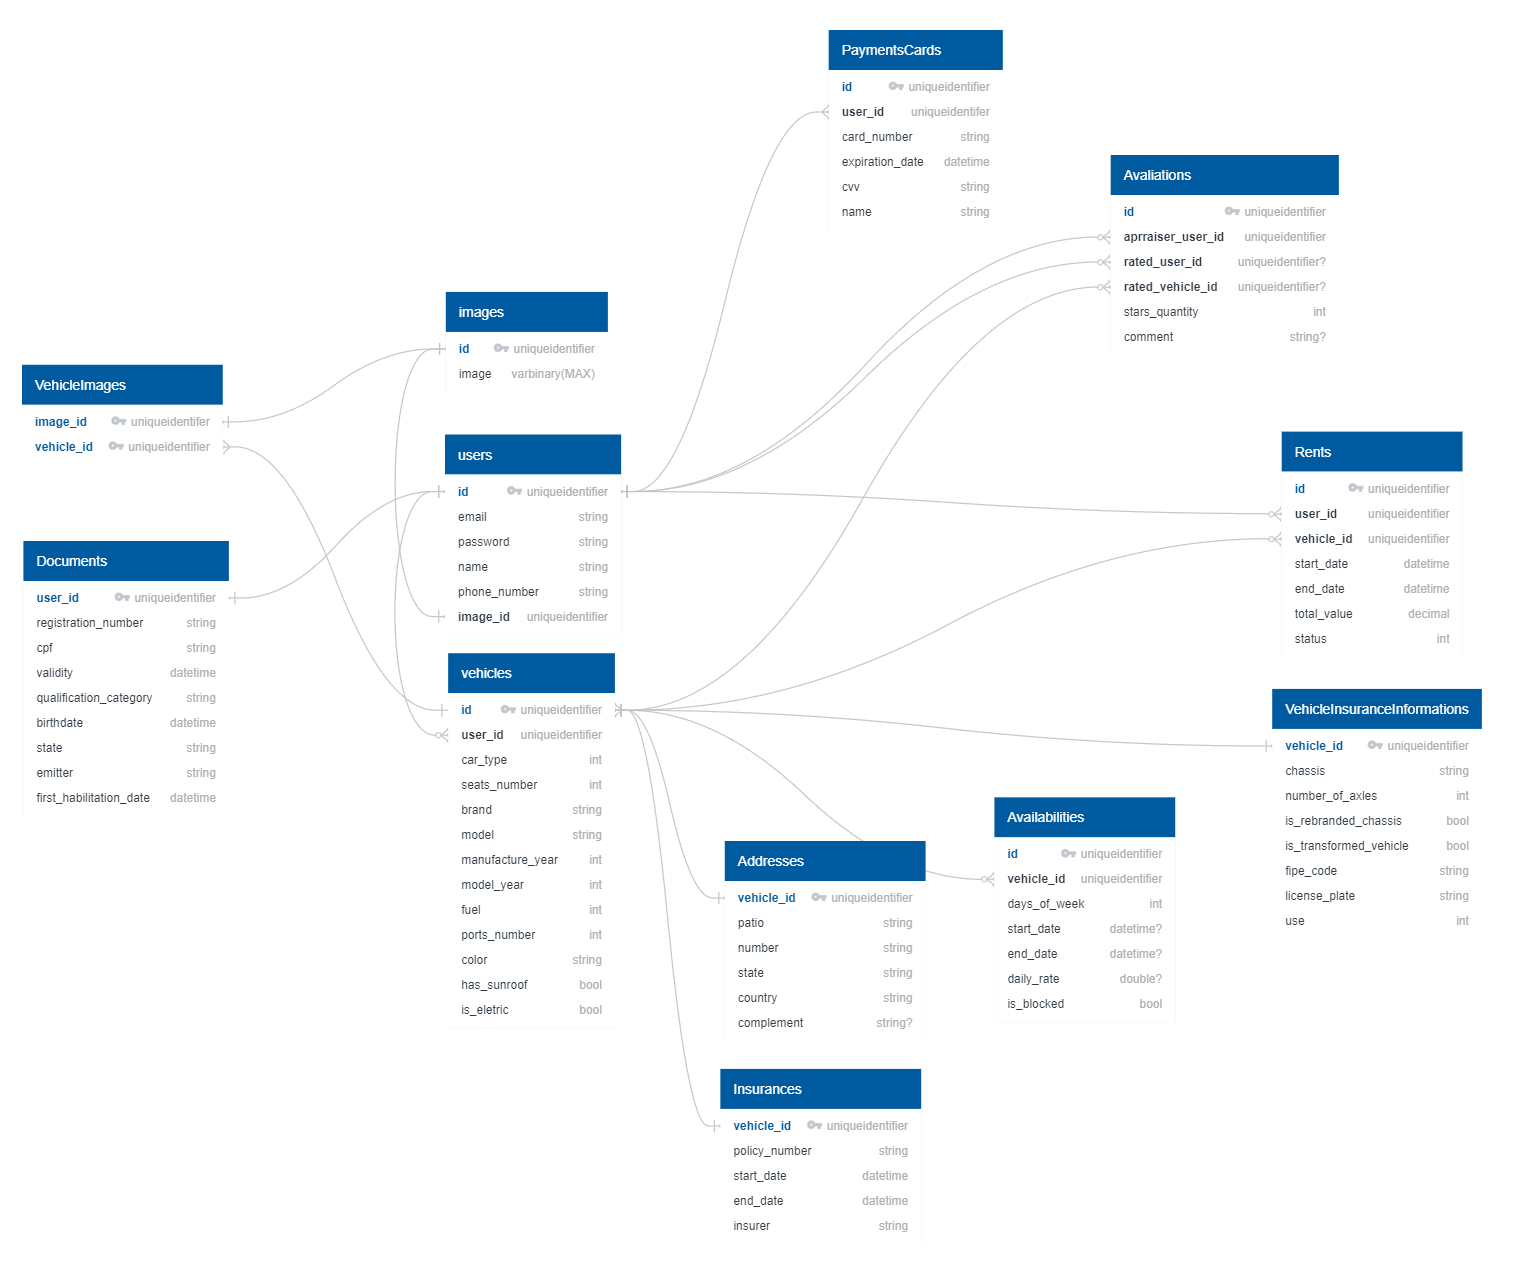 PaymentsCards
id uniqueidentifier
user_id uniqueidentifer
card_number string
expiration_date datetime
cvv string
name string
Avaliations
id uniqueidentifier
aprraiser_user_id uniqueidentifier
rated_user_id uniqueidentifier?
rated_vehicle_id uniqueidentifier?
stars_quantity int
comment string?
images
id uniqueidentifier
image varbinary(MAX)
VehicleImages
image_id uniqueidentifer
vehicle_id uniqueidentifier
users
id uniqueidentifier
email string
password string
name string
phone_number string
image_id uniqueidentifier
Rents
id uniqueidentifier
user_id uniqueidentifier
vehicle_id uniqueidentifier
start_date datetime
end_date datetime
total_value decimal
status int
Documents
user_id uniqueidentifier
registration_number string
cpf string
validity datetime
qualification_category string
birthdate datetime
state string
emitter string
first_habilitation_date datetime
vehicles
id uniqueidentifier
user_id uniqueidentifier
car_type int
seats_number int
brand string
model string
manufacture_year int
model_year int
fuel int
ports_number int
color string
has_sunroof bool
is_eletric bool
VehicleInsuranceInformations
vehicle_id uniqueidentifier
chassis string
number_of_axles int
is_rebranded_chassis bool
is_transformed_vehicle bool
fipe_code string
license_plate string
use int
Availabilities
id uniqueidentifier
vehicle_id uniqueidentifier
days_of_week int
start_date datetime?
end_date datetime?
daily_rate double?
is_blocked bool
Addresses
vehicle_id uniqueidentifier
patio string
number string
state string
country string
complement string?
Insurances
vehicle_id uniqueidentifier
policy_number string
start_date datetime
end_date datetime
insurer string